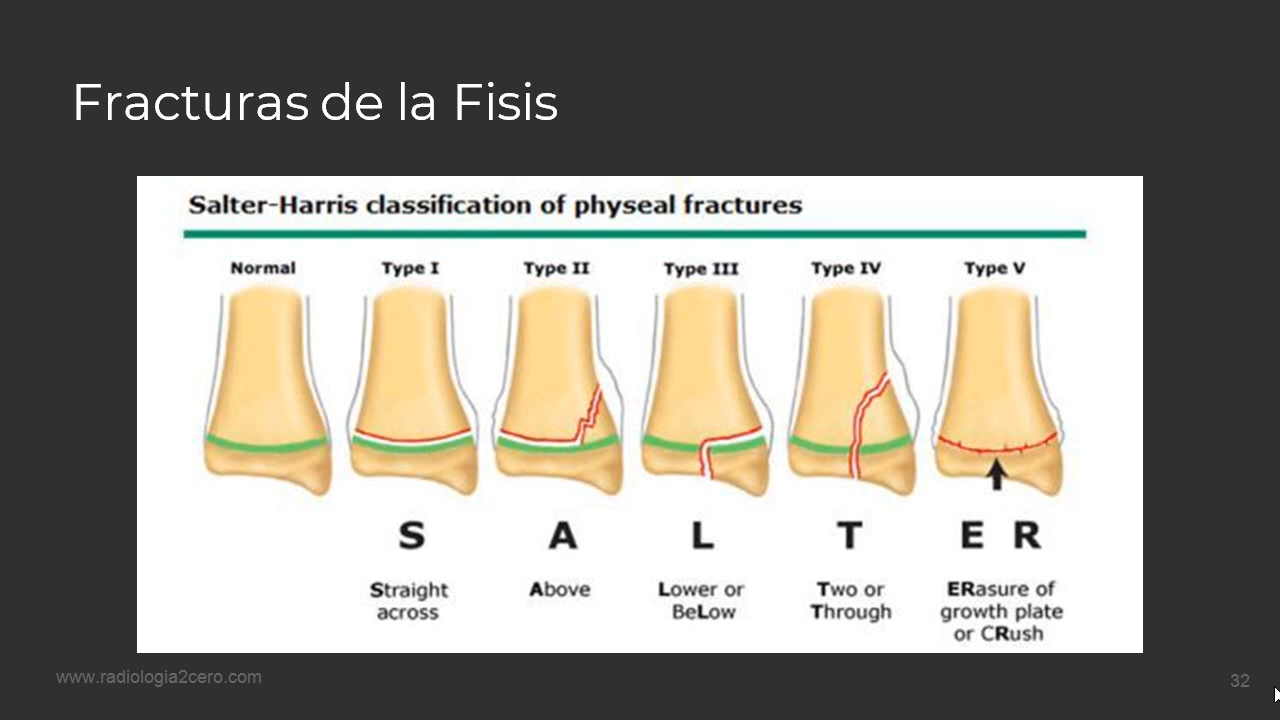 Fracturas de la Fisis
Salter-Harris classification of physeal fractures
Normal Type I Type II Type III Type IV Type V
S A L T E R
Straight across
Above
Lower or BeLow
Two or Through
ERasure of growth plate or CRush
www.radiologia2cero.com
32